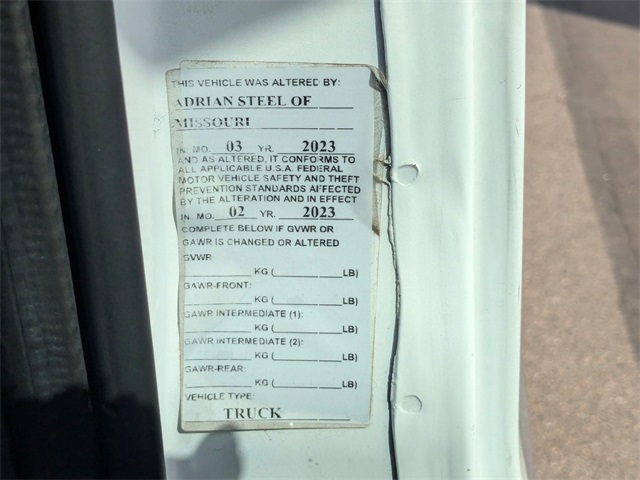 THIS VEHICLE WAS ALTERED BY:
ADRIAN STEEL OF
MISSOURI
IN MO. 03 YR. 2023
AND AS ALTERED, IT CONFORMS TO
ALL APPLICABLE U.S.A. FEDERAL
MOTOR VEHICLE SAFETY AND THEFT
PREVENTION STANDARDS AFFECTED
BY THE ALTERATION AND IN EFFECT
IN MO. 02 YR. 2023
COMPLETE BELOW IF GVWR OR
GAWR IS CHANGED OR ALTERED
GVWR:
KG (LB)
GAWR-FRONT:
KG (LB)
GAWR INTERMEDIATE (1):
KG (LB)
GAWR INTERMEDIATE (2):
KG (LB)
GAWR-REAR:
KG (LB)
VEHICLE TYPE:
TRUCK